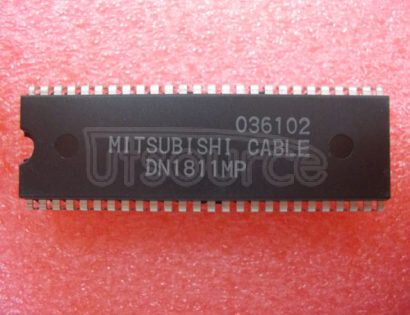 036102
MITSUBISHI CABLE
DN1811MP
Utsource